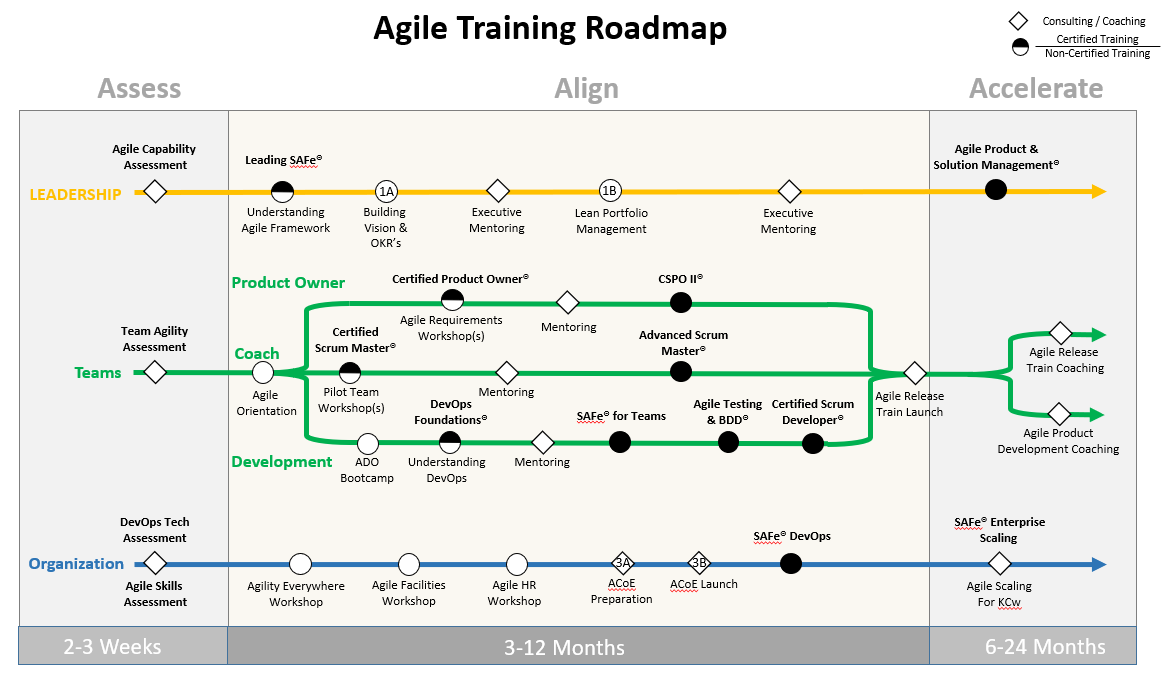 Agile Training Roadmap
Consulting / Coaching
Certified Training
Non-Certified Training
Assess
Align
Accelerate
LEADERSHIP
Agile Capability
Assessment
Leading SAFe®
Understanding
Agile Framework
1A
Building
Vision &
OKR's
Executive
Mentoring
1B
Lean Portfolio
Management
Executive
Mentoring
Agile Product &
Solution Management®
Teams
Team Agility
Assessment
Agile
Orientation
Product Owner
Certified Product Owner®
Agile Requirements
Workshop(s)
Mentoring
CSPO II®
Coach
Certified
Scrum Master®
Pilot Team
Workshop(s)
Mentoring
Advanced Scrum
Master®
Development
ADO
Bootcamp
DevOps
Foundations®
Understanding
DevOps
Mentoring
SAFe® for Teams
Agile Testing
& BDD®
Certified Scrum
Developer®
Agile Release
Train Launch
Agile Release
Train Coaching
Agile Product
Development Coaching
Organization
DevOps Tech
Assessment
Agile Skills
Assessment
Agility Everywhere
Workshop
Agile Facilities
Workshop
Agile HR
Workshop
3A
ACoE
Preparation
3B
ACoE Launch
SAFe® DevOps
SAFe® Enterprise
Scaling
Agile Scaling
For KCw
2-3 Weeks
3-12 Months
6-24 Months